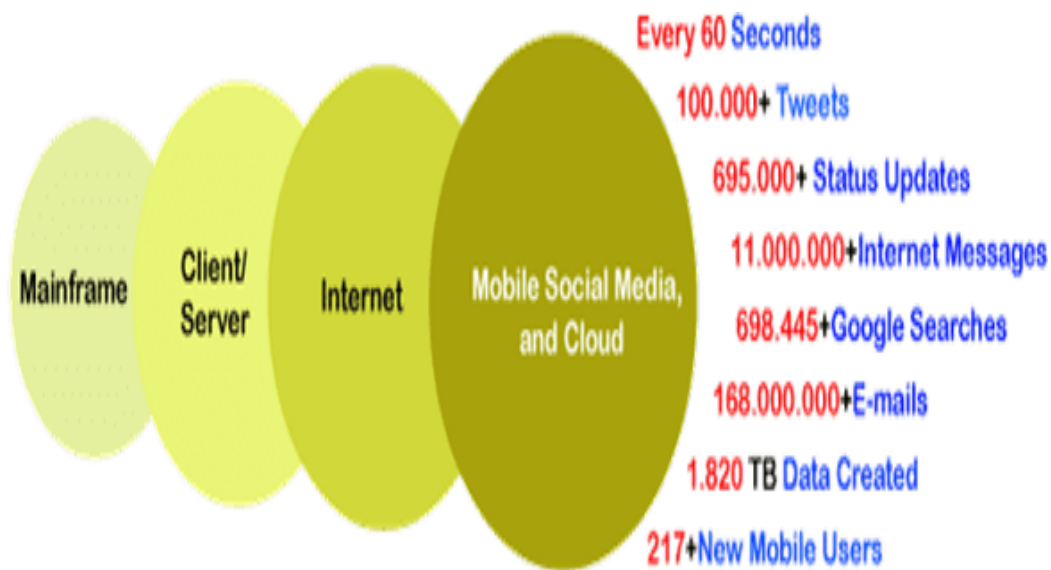 Mainframe
Client/
Server
Internet
Mobile Social Media,
and Cloud
Every 60 Seconds
100.000+ Tweets
695.000+ Status Updates
11.000.000+Internet Messages
698.445+Google Searches
168.000.000+E-mails
1.820 TB Data Created
217+New Mobile Users